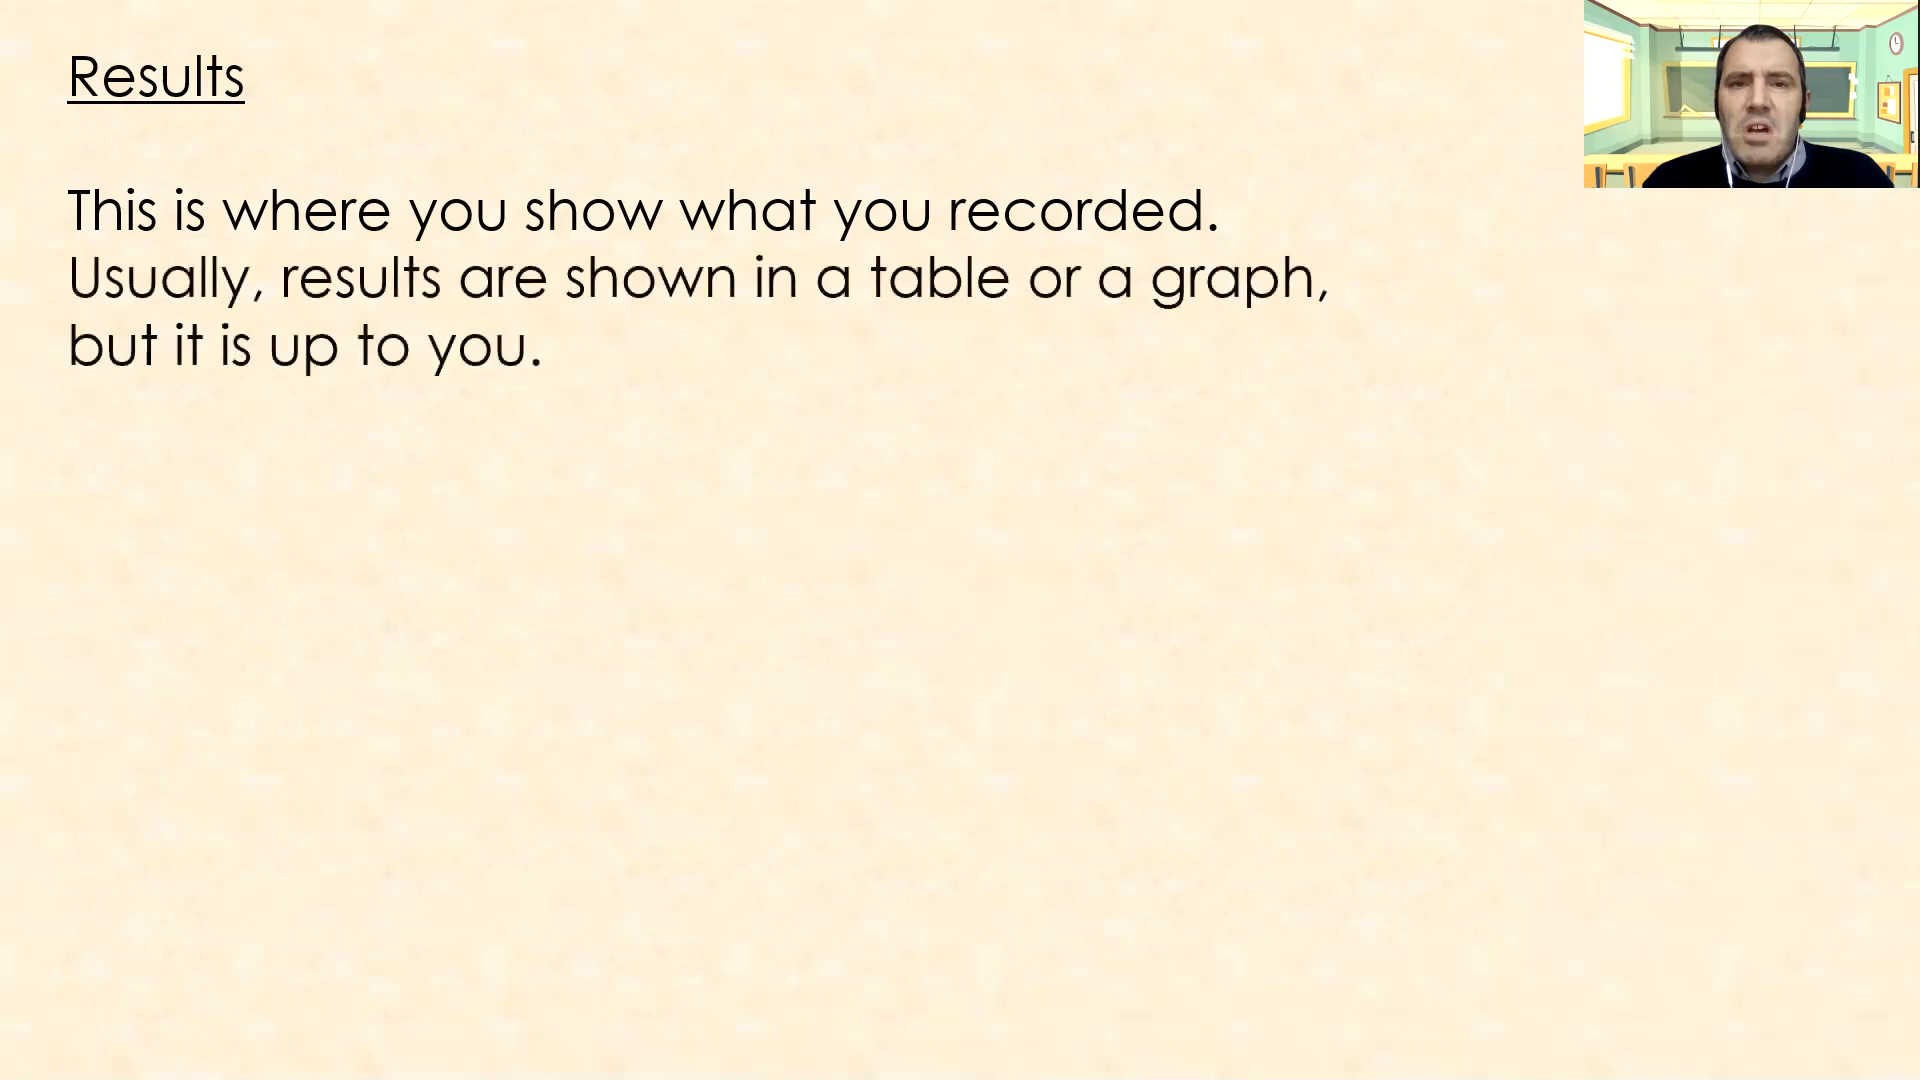 Results
This is where you show what you recorded.
Usually, results are shown in a table or a graph,
but it is up to you.